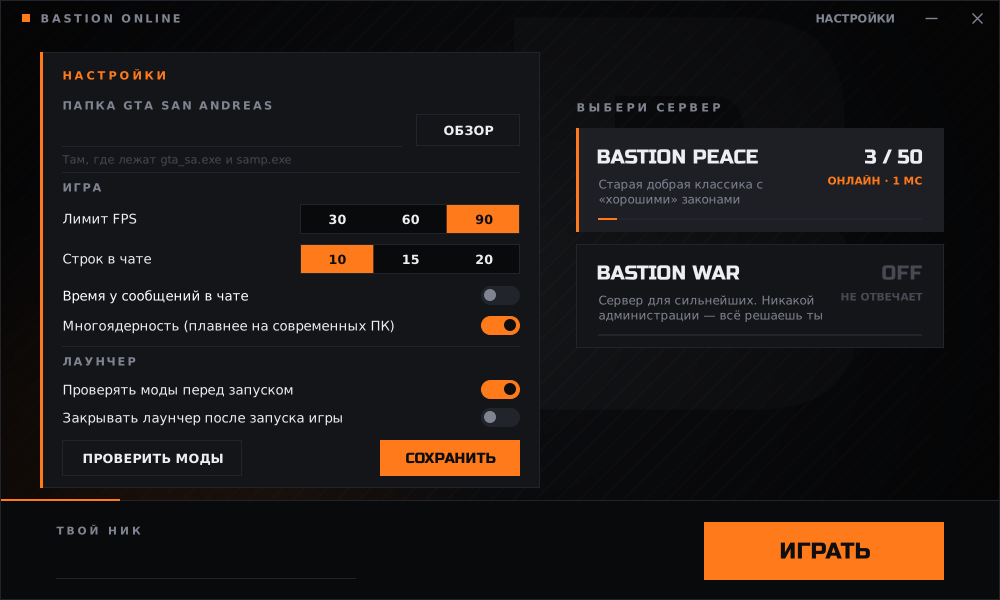 BASTION ONLINE
НАСТРОЙКИ
НАСТРОЙКИ
ПАПКА GTA SAN ANDREAS
ОБЗОР
Там, где лежат gta_sa.exe и samp.exe
ИГРА
Лимит FPS
30 60 90
Строк в чате
10 15 20
Время у сообщений в чате
Многоядерность (плавнее на современных ПК)
ЛАУНЧЕР
Проверять моды перед запуском
Закрывать лаунчер после запуска игры
ПРОВЕРИТЬ МОДЫ
СОХРАНИТЬ
ВЫБЕРИ СЕРВЕР
BASTION PEACE
3 / 50
ОНЛАЙН · 1 МС
Старая добрая классика с
«хорошими» законами
BASTION WAR
OFF
НЕ ОТВЕЧАЕТ
Сервер для сильнейших. Никакой
администрации — всё решаешь ты
ТВОЙ НИК
ИГРАТЬ